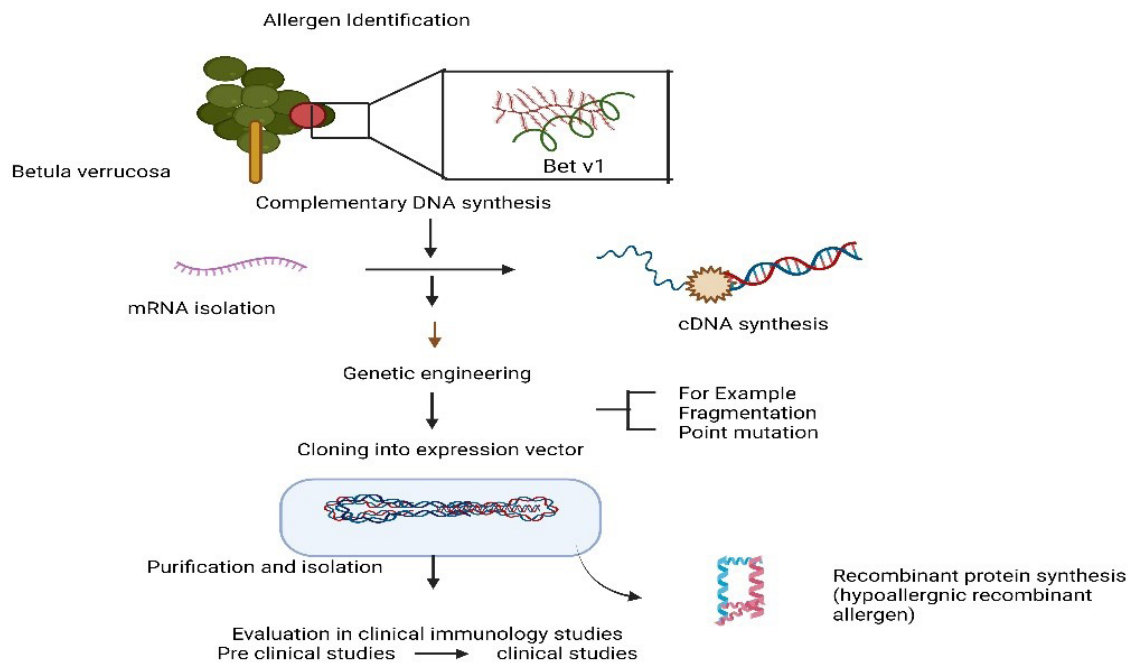 Allergen Identification
Bet v1
Betula verrucosa
Complementary DNA synthesis
mRNA isolation
cDNA synthesis
Genetic engineering
For Example
Fragmentation
Point mutation
Cloning into expression vector
Purification and isolation
Recombinant protein synthesis
(hypoallergnic recombinant
allergen)
Evaluation in clinical immunology studies
Pre clinical studies clinical studies